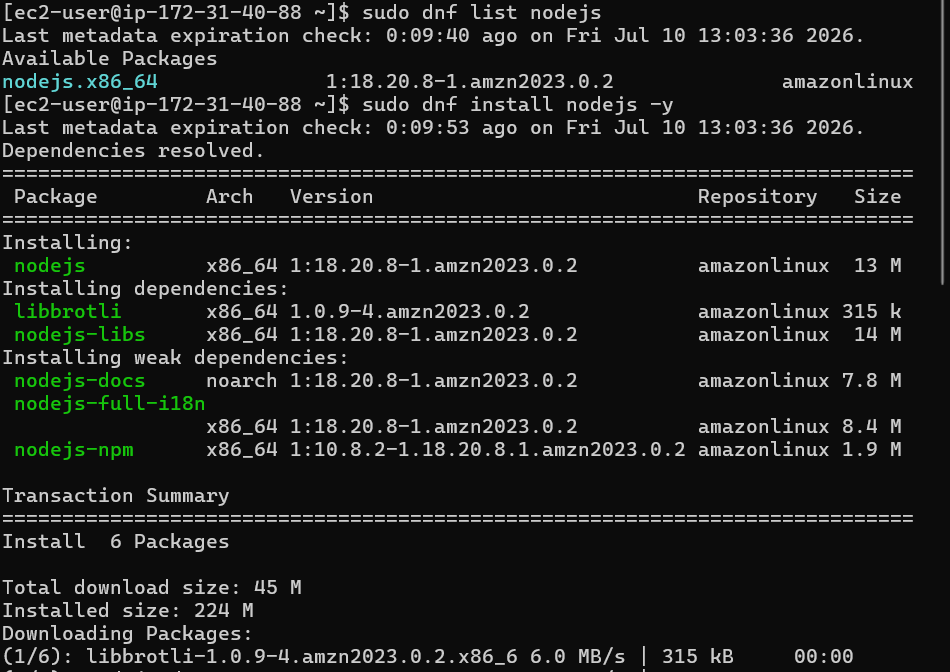 [ec2-user@ip-172-31-40-88 ~]$ sudo dnf list nodejs
Last metadata expiration check: 0:09:40 ago on Fri Jul 10 13:03:36 2026.
Available Packages
nodejs.x86_64 1:18.20.8-1.amzn2023.0.2 amazonlinux
[ec2-user@ip-172-31-40-88 ~]$ sudo dnf install nodejs -y
Last metadata expiration check: 0:09:53 ago on Fri Jul 10 13:03:36 2026.
Dependencies resolved.
============================================================================
Package Arch Version Repository Size
============================================================================
Installing:
nodejs x86_64 1:18.20.8-1.amzn2023.0.2 amazonlinux 13 M
Installing dependencies:
libbrotli x86_64 1.0.9-4.amzn2023.0.2 amazonlinux 315 k
nodejs-libs x86_64 1:18.20.8-1.amzn2023.0.2 amazonlinux 14 M
Installing weak dependencies:
nodejs-docs noarch 1:18.20.8-1.amzn2023.0.2 amazonlinux 7.8 M
nodejs-full-i18n
x86_64 1:18.20.8-1.amzn2023.0.2 amazonlinux 8.4 M
nodejs-npm x86_64 1:10.8.2-1.18.20.8.1.amzn2023.0.2 amazonlinux 1.9 M
Transaction Summary
============================================================================
Install 6 Packages
Total download size: 45 M
Installed size: 224 M
Downloading Packages:
(1/6): libbrotli-1.0.9-4.amzn2023.0.2.x86_6 6.0 MB/s | 315 kB 00:00